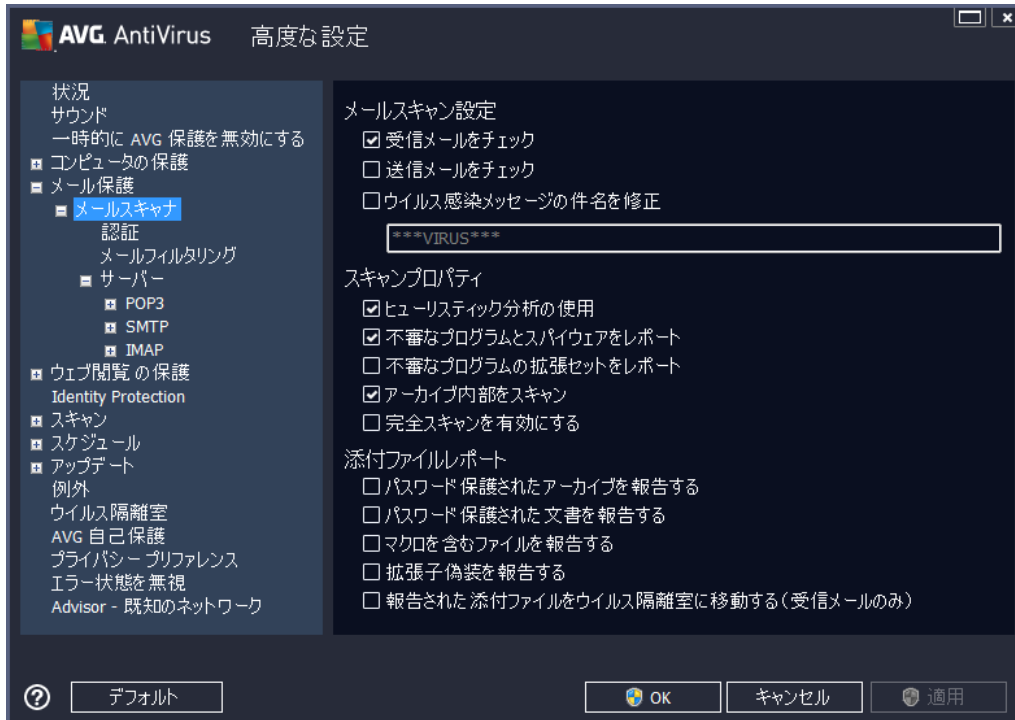 AVG. AntiVirus 高度な設定
状況
サウンド
一時的に AVG 保護を無効にする
コンピュータの保護
メール保護
メールスキャナ
認証
メールフィルタリング
サーバー
POP3
SMTP
IMAP
ウェブ閲覧の保護
Identity Protection
スキャン
スケジュール
アップデート
例外
ウイルス隔離室
AVG 自己保護
プライバシー プリファレンス
エラー状態を無視
Advisor - 既知のネットワーク
メールスキャン設定
受信メールをチェック
送信メールをチェック
ウイルス感染メッセージの件名を修正
***VIRUS***
スキャンプロパティ
ヒューリスティック分析の使用
不審なプログラムとスパイウェアをレポート
不審なプログラムの拡張セットをレポート
アーカイブ内部をスキャン
完全スキャンを有効にする
添付ファイルレポート
パスワード保護されたアーカイブを報告する
パスワード保護された文書を報告する
マクロを含むファイルを報告する
拡張子偽装を報告する
報告された添付ファイルをウイルス隔離室に移動する(受信メールのみ)
? デフォルト OK キャンセル 適用